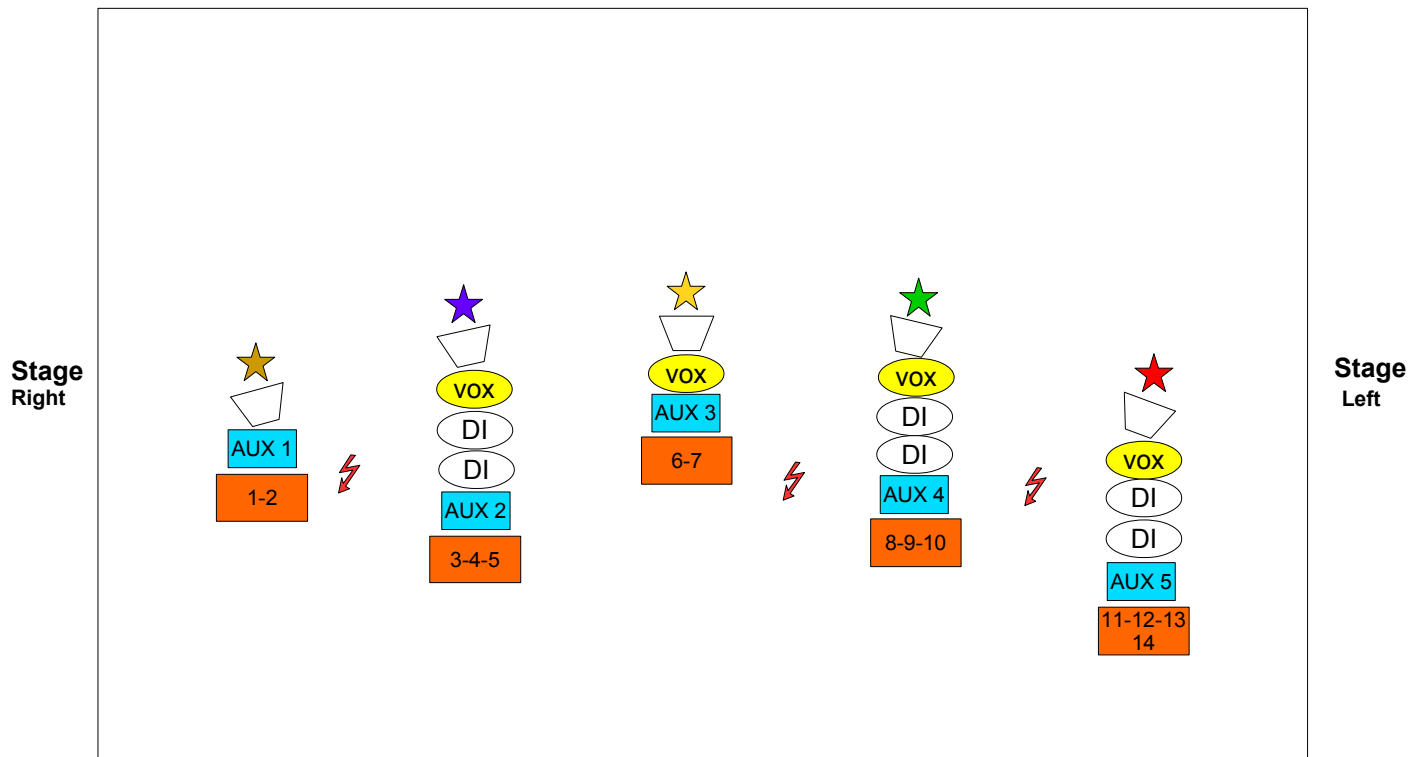 Stage
Right
AUX 1
1-2
VOX
DI
DI
AUX 2
3-4-5
VOX
AUX 3
6-7
VOX
DI
DI
AUX 4
8-9-10
VOX
DI
DI
AUX 5
11-12-13
14
Stage
Left